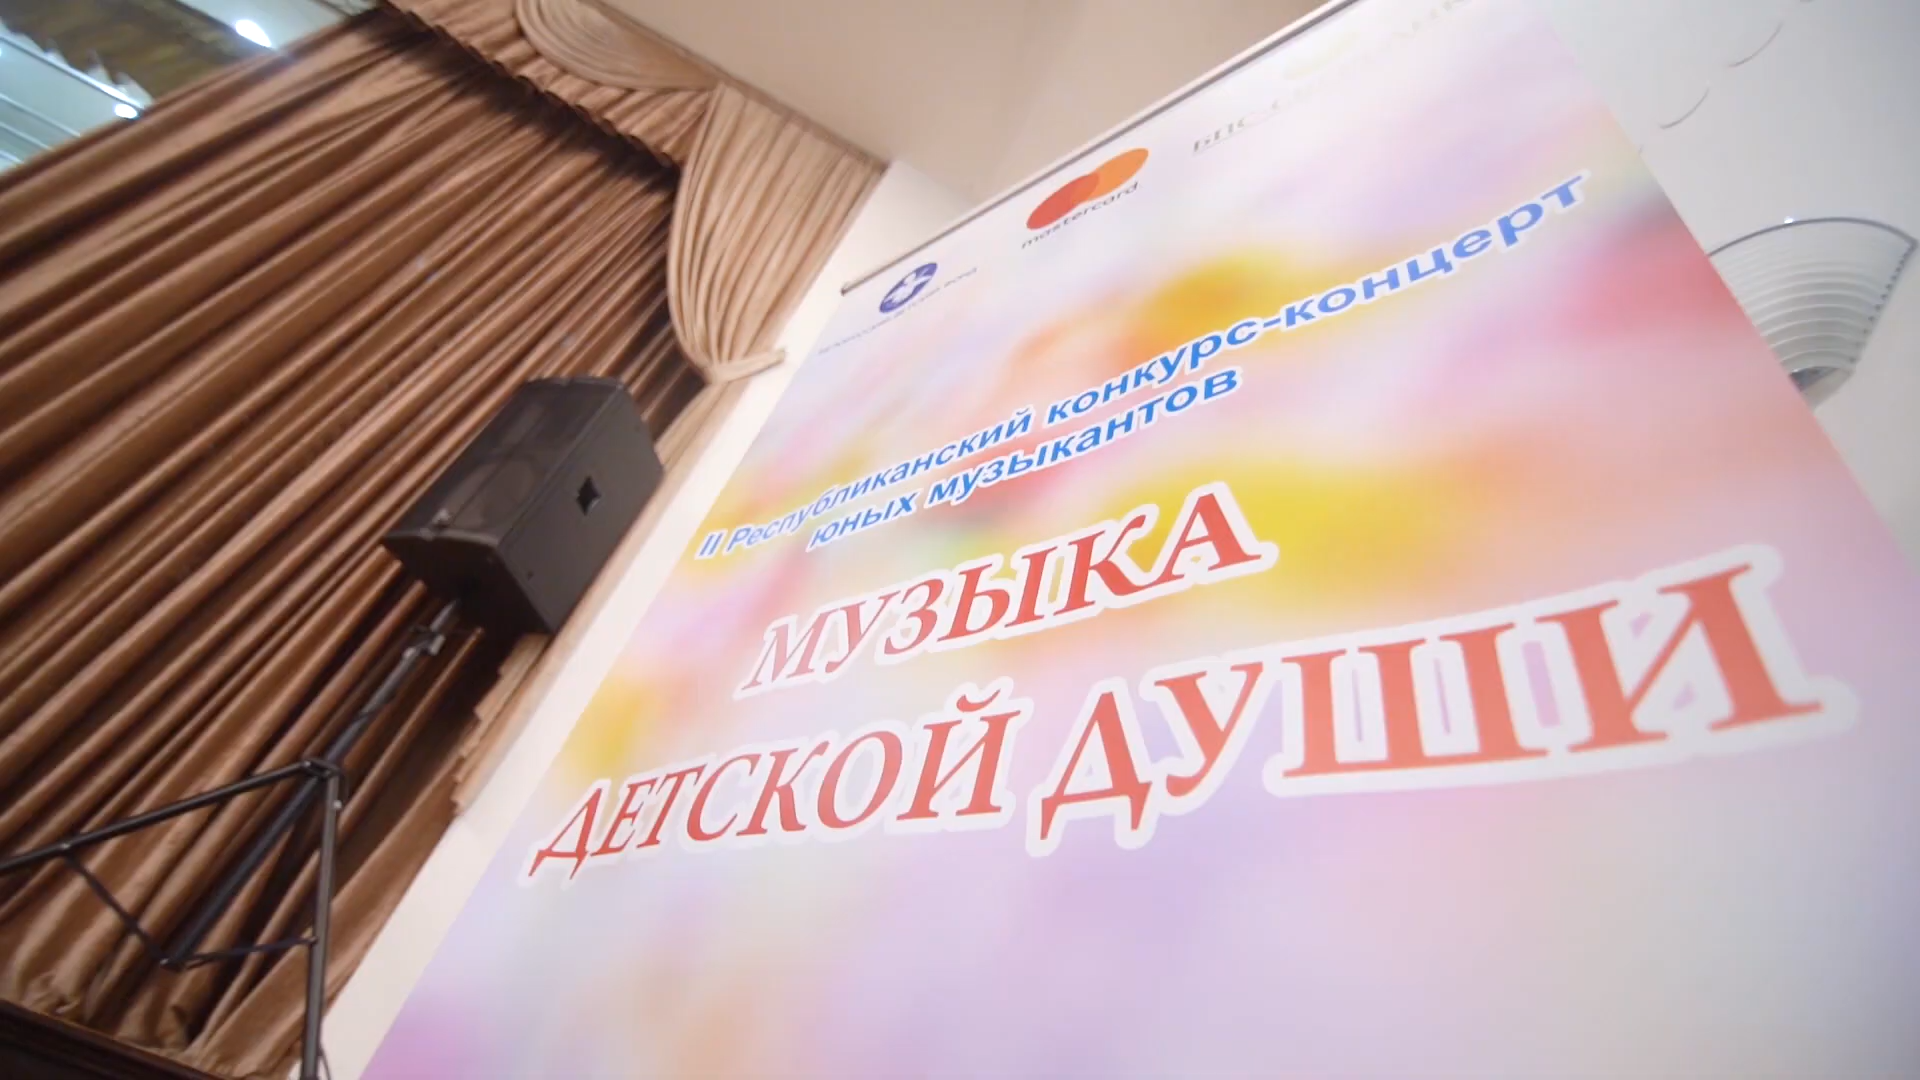 mastercard
II Республиканский конкурс-концерт
юных музыкантов
МУЗЫКА
ДЕТСКОЙ ДУШИ